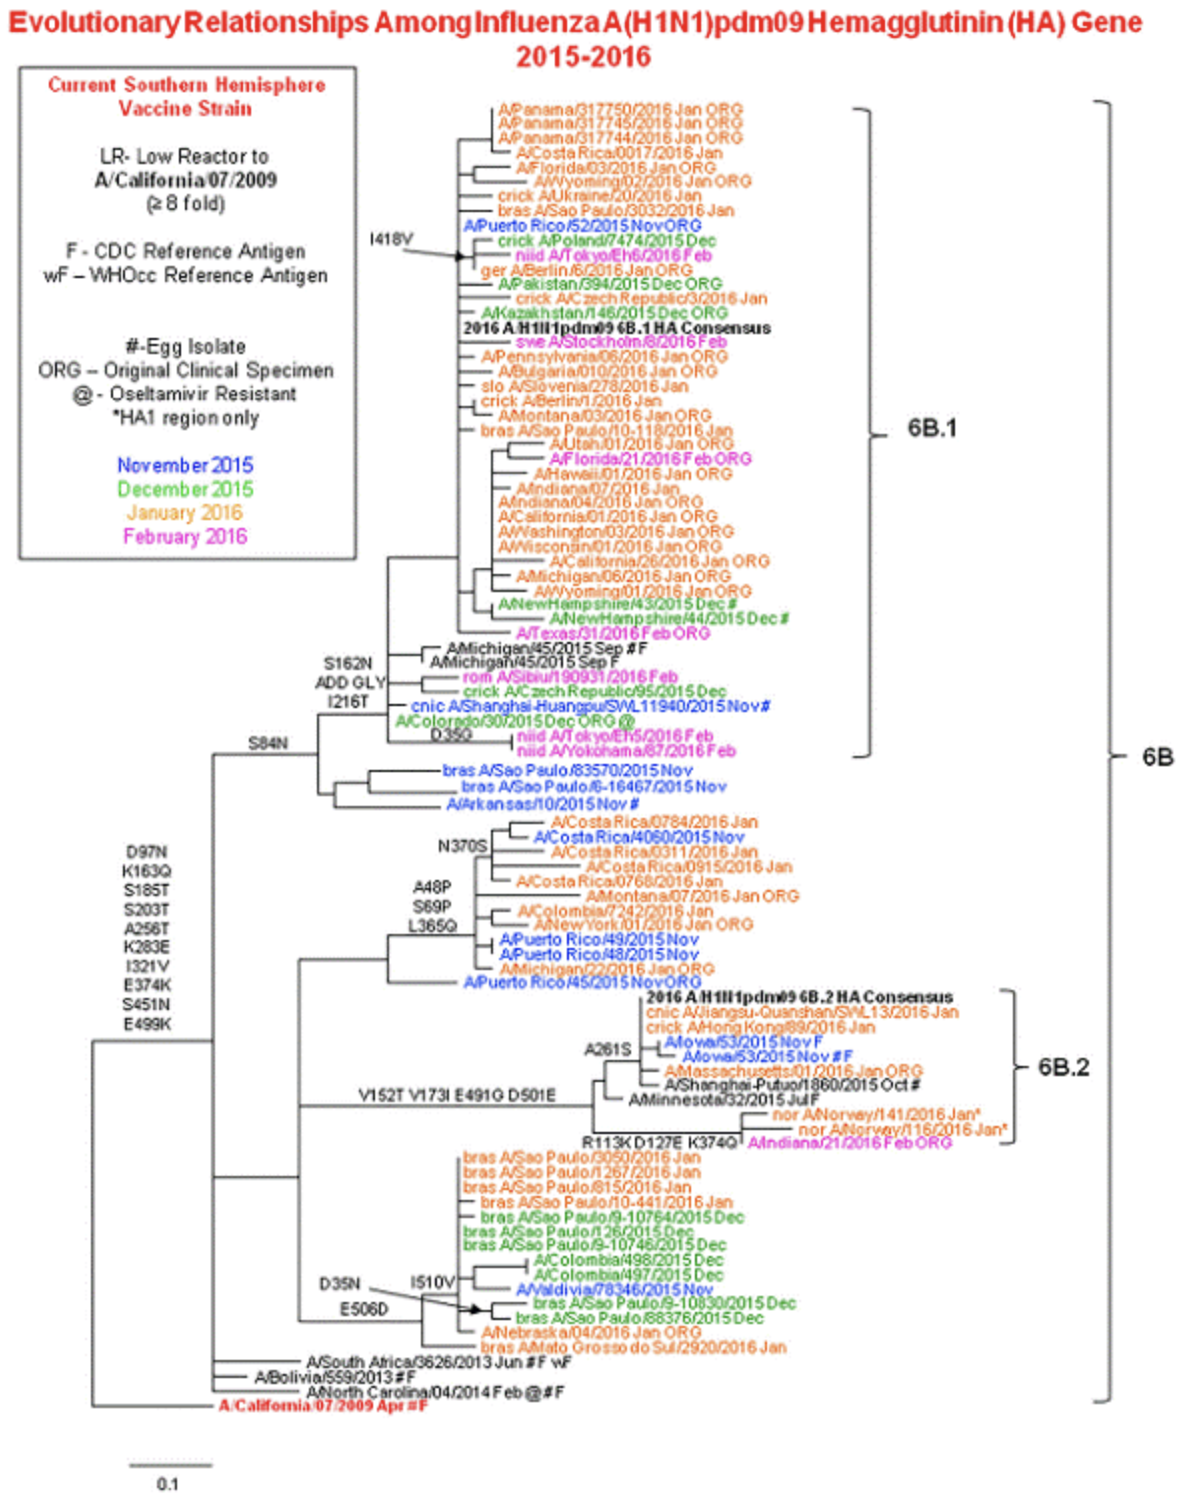 Evolutionary Relationships Among Influenza A(H1N1)pdm09 Hemagglutinin (HA) Gene
2015-2016
Current Southern Hemisphere
Vaccine Strain
LR- Low Reactor to
A/California/07/2009
(≥ 8 fold)
F - CDC Reference Antigen
wF – WHOcc Reference Antigen
#-Egg Isolate
ORG – Original Clinical Specimen
@ - Oseltamivir Resistant
*HA1 region only
November 2015
December 2015
January 2016
February 2016
A/Panama/317750/2016 Jan ORG
A/Panama/317745/2016 Jan ORG
A/Panama/317744/2016 Jan ORG
A/Costa Rica/0017/2016 Jan
A/Florida/03/2016 Jan ORG
A/Wyoming/02/2016 Jan ORG
crick A/Ukraine/20/2016 Jan
bras A/Sao Paulo/3032/2016 Jan
A/Puerto Rico/52/2015 Nov ORG
I418V
crick A/Poland/7474/2015 Dec
niid A/Tokyo/Eh6/2016 Feb
ger A/Berlin/6/2016 Jan ORG
A/Pakistan/394/2015 Dec ORG
crick A/Czech Republic/3/2016 Jan
A/Kazakhstan/146/2015 Dec ORG
2016 A/H1N1pdm09 6B.1 HA Consensus
swe A/Stockholm/8/2016 Feb
A/Pennsylvania/06/2016 Jan ORG
A/Bulgaria/010/2016 Jan ORG
slo A/Slovenia/278/2016 Jan
crick A/Berlin/1/2016 Jan
A/Montana/03/2016 Jan ORG
bras A/Sao Paulo/10-118/2016 Jan
6B.1
A/Utah/01/2016 Jan ORG
A/Florida/21/2016 Feb ORG
A/Hawaii/01/2016 Jan ORG
A/Indiana/07/2016 Jan
A/Indiana/04/2016 Jan ORG
A/California/01/2016 Jan ORG
A/Washington/03/2016 Jan ORG
A/Wisconsin/01/2016 Jan ORG
A/California/26/2016 Jan ORG
A/Michigan/06/2016 Jan ORG
A/Wyoming/01/2016 Jan ORG
A/New Hampshire/43/2015 Dec #
A/New Hampshire/44/2015 Dec #
A/Texas/31/2016 Feb ORG
A/Michigan/45/2015 Sep # F
A/Michigan/45/2015 Sep F
S162N
ADD GLY
I216T
rom A/Sibiu/190931/2016 Feb
crick A/Czech Republic/95/2015 Dec
cnic A/Shanghai-Huangpu/SWL11940/2015 Nov #
A/Colorado/30/2015 Dec ORG @
D35G
niid A/Tokyo/Eh5/2016 Feb
niid A/Yokohama/87/2016 Feb
S84N
6B
bras A/Sao Paulo/83570/2015 Nov
bras A/Sao Paulo/6-16467/2015 Nov
A/Arkansas/10/2015 Nov #
A/Costa Rica/0784/2016 Jan
A/Costa Rica/4060/2015 Nov
N370S
A/Costa Rica/0311/2016 Jan
A/Costa Rica/0915/2016 Jan
A/Costa Rica/0768/2016 Jan
D97N
K163Q
S185T
S203T
A256T
K283E
I321V
E374K
S451N
E499K
A48P
S69P
L365Q
A/Montana/07/2016 Jan ORG
A/Colombia/7242/2016 Jan
A/New York/01/2016 Jan ORG
A/Puerto Rico/49/2015 Nov
A/Puerto Rico/48/2015 Nov
A/Michigan/22/2016 Jan ORG
A/Puerto Rico/45/2015 Nov ORG
2016 A/H1N1pdm09 6B.2 HA Consensus
cnic A/Jiangsu-Quanshan/SWL13/2016 Jan
crick A/Hong Kong/89/2016 Jan
A/Iowa/53/2015 Nov F
A261S
A/Iowa/53/2015 Nov # F
A/Massachusetts/01/2016 Jan ORG
6B.2
A/Shanghai-Putuo/1860/2015 Oct #
V152T V173I E491G D501E
A/Minnesota/32/2015 Jul F
nor A/Norway/141/2016 Jan*
nor A/Norway/116/2016 Jan*
R113K D127E K374Q
A/Indiana/21/2016 Feb ORG
bras A/Sao Paulo/3050/2016 Jan
bras A/Sao Paulo/1267/2016 Jan
bras A/Sao Paulo/815/2016 Jan
bras A/Sao Paulo/10-441/2016 Jan
bras A/Sao Paulo/9-10764/2015 Dec
bras A/Sao Paulo/126/2015 Dec
bras A/Sao Paulo/9-10746/2015 Dec
A/Colombia/498/2015 Dec
A/Colombia/497/2015 Dec
D35N
I510V
A/Valdivia/78346/2015 Nov
bras A/Sao Paulo/9-10830/2015 Dec
E506D
bras A/Sao Paulo/88376/2015 Dec
A/Nebraska/04/2016 Jan ORG
bras A/Mato Grosso do Sul/2920/2016 Jan
A/South Africa/3626/2013 Jun # F wF
A/Bolivia/559/2013 # F
A/North Carolina/04/2014 Feb @ # F
A/California/07/2009 Apr # F
0.1